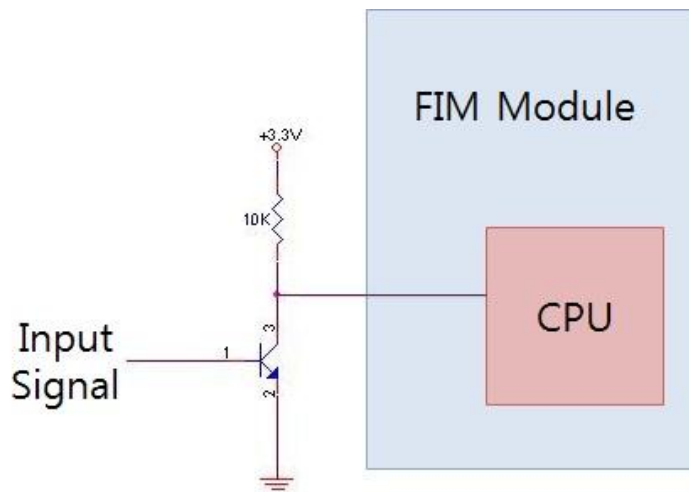 FIM Module
+3.3V
10K
CPU
3
Input
Signal
1
2